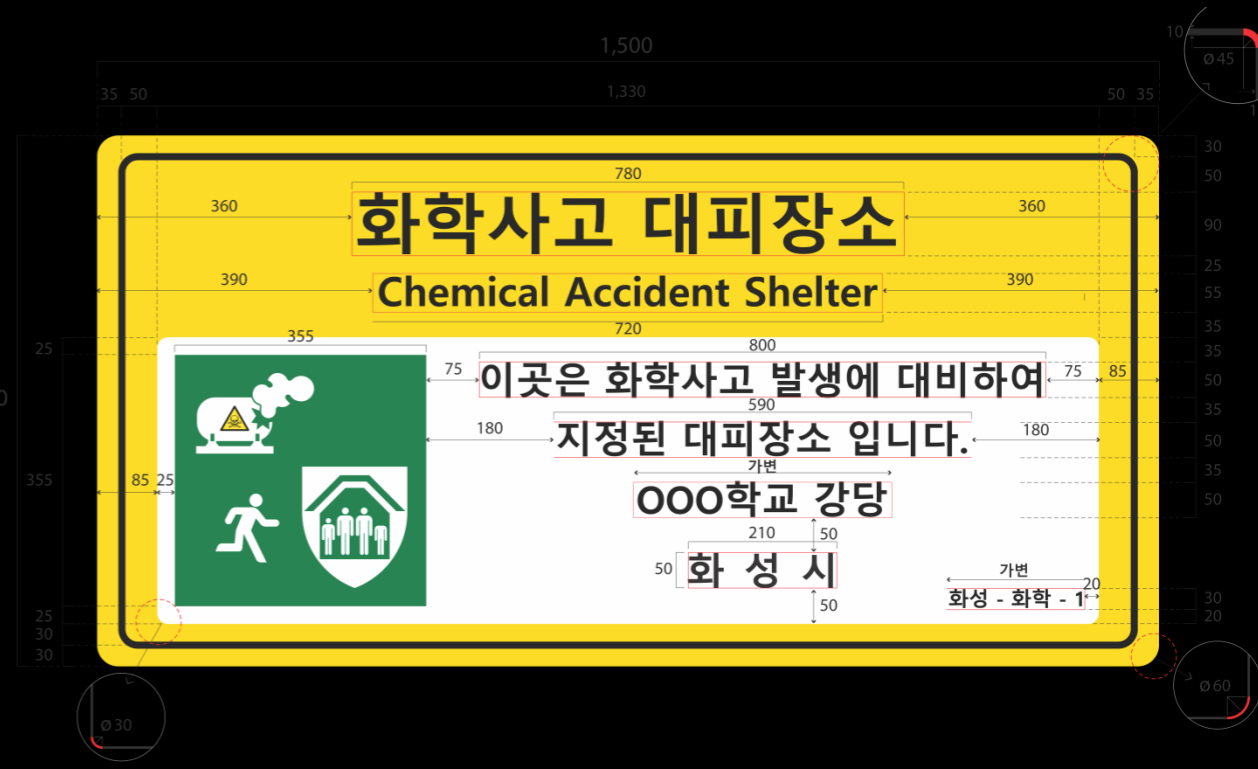 1,500
35 50 1,330 50 35
10
Ø45
1
780
360 화학사고 대피장소 360
390 Chemical Accident Shelter 390
720
30
50
90
25
55
35
35
50
35
50
35
50
30
20
25
355
25
30
30
0
355
800
75 이곳은 화학사고 발생에 대비하여 75 85
590
180 지정된 대피장소 입니다. 180
가변
OOO학교 강당
85 25
210 50
50 화 성 시
50
가변
20
화성 - 화학 - 1
Ø30
Ø60